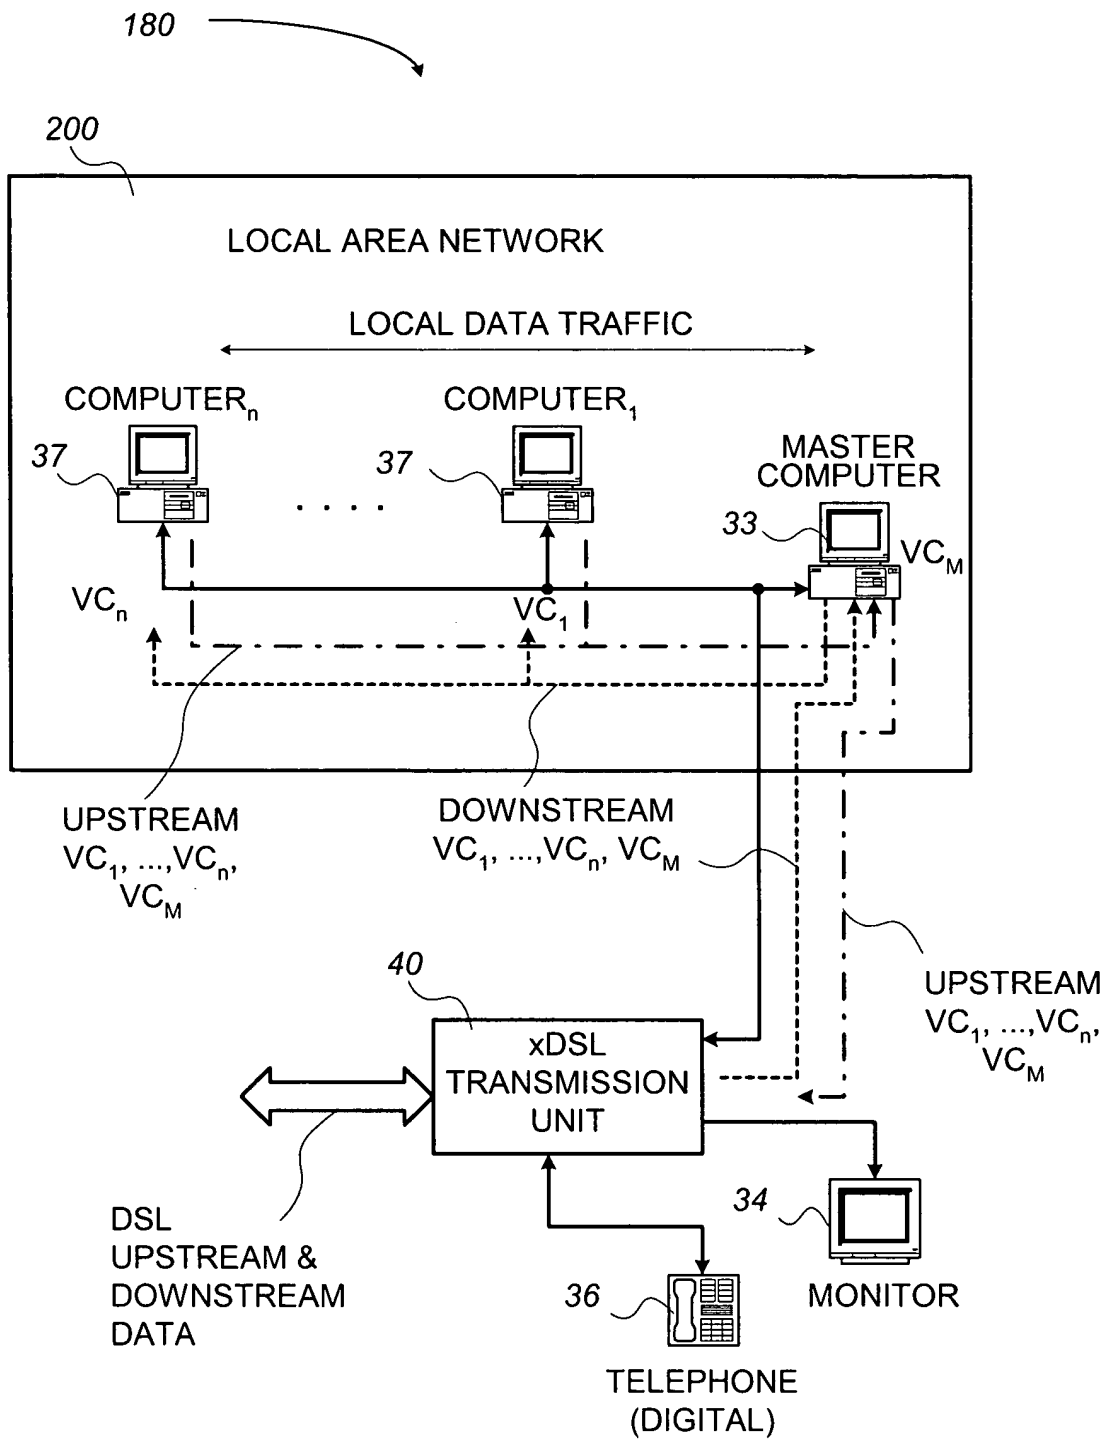 180
200
LOCAL AREA NETWORK
LOCAL DATA TRAFFIC
COMPUTERn
COMPUTER1
37
37
. . . .
MASTER
COMPUTER
33
VCM
VCn
VC1
UPSTREAM
VC1, ...,VCn,
VCM
DOWNSTREAM
VC1, ...,VCn, VCM
UPSTREAM
VC1, ...,VCn,
VCM
40
xDSL
TRANSMISSION
UNIT
DSL
UPSTREAM &
DOWNSTREAM
DATA
34
MONITOR
36
TELEPHONE
(DIGITAL)